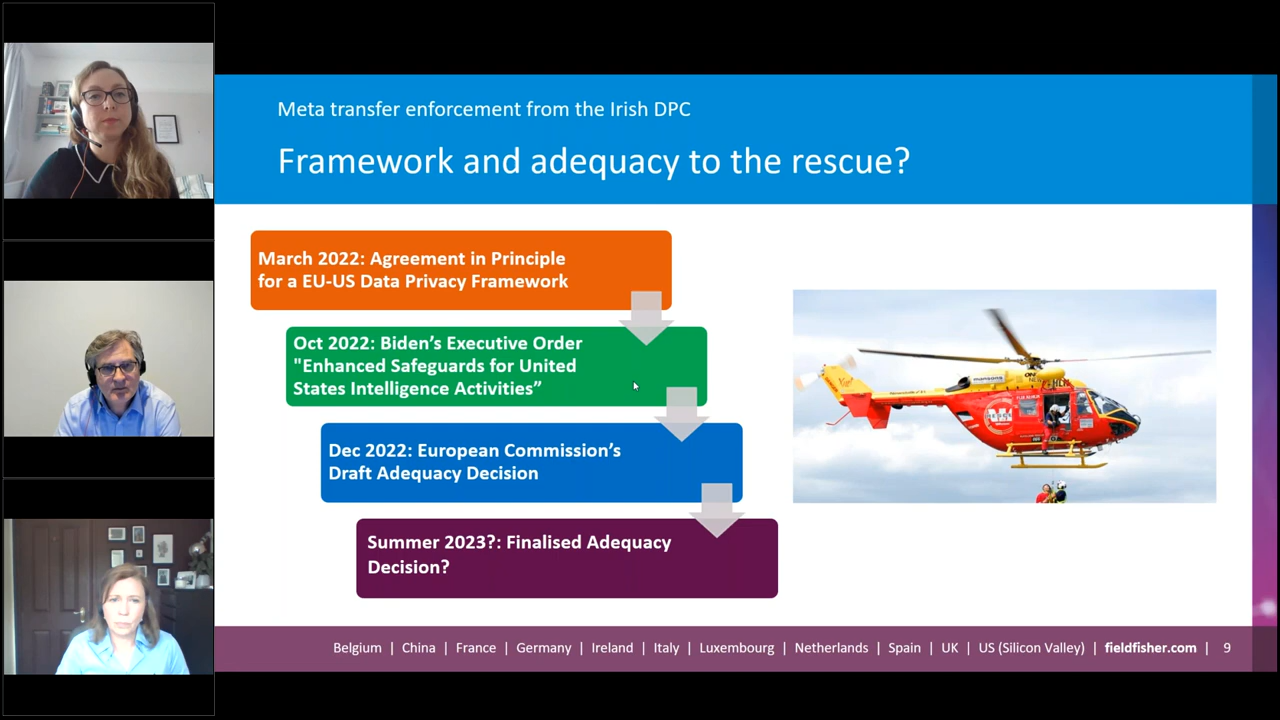 Meta transfer enforcement from the Irish DPC
Framework and adequacy to the rescue?
March 2022: Agreement in Principle
for a EU-US Data Privacy Framework
Oct 2022: Biden's Executive Order
"Enhanced Safeguards for United
States Intelligence Activities”
Dec 2022: European Commission's
Draft Adequacy Decision
Summer 2023?: Finalised Adequacy
Decision?
Belgium | China | France | Germany | Ireland | Italy | Luxembourg | Netherlands | Spain | UK | US (Silicon Valley) | fieldfisher.com | 9